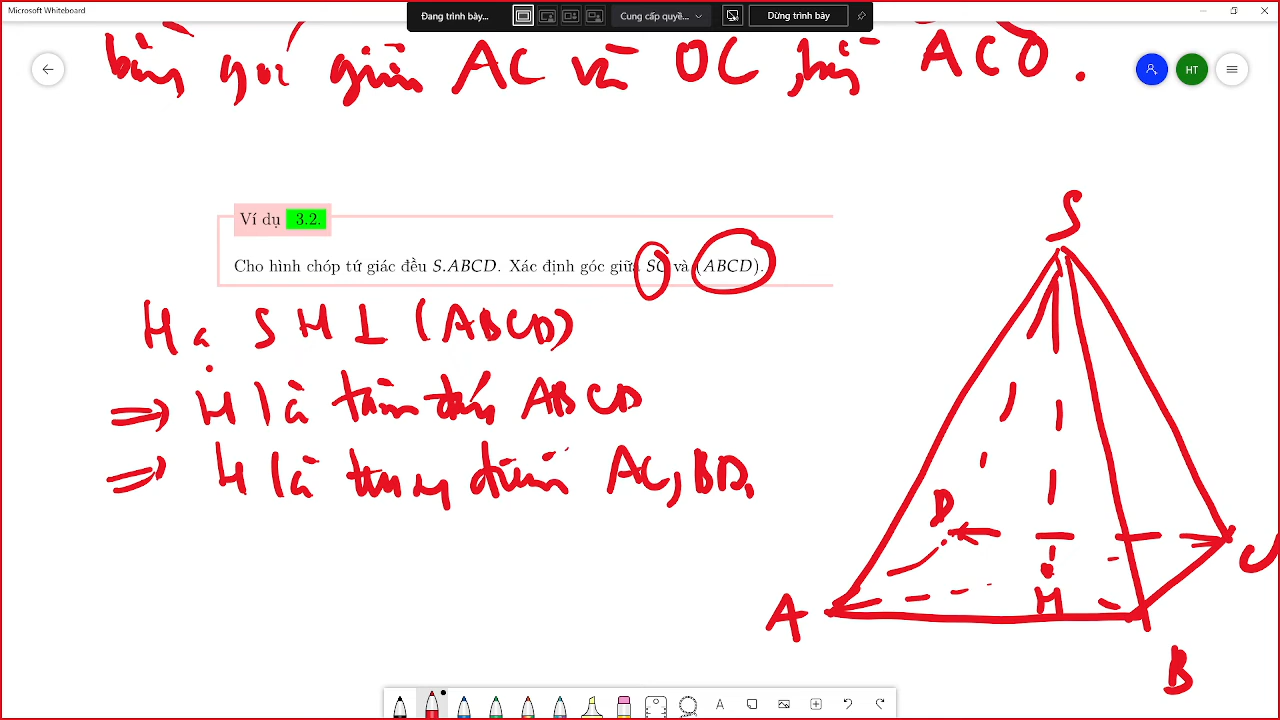 Microsoft Whiteboard
Đang trình bày...
Cung cấp quyề...
Dừng trình bày
HT
bằng góc giữa AC và OC, hay ACO.
Ví dụ 3.2.
Cho hình chóp tứ giác đều S.ABCD. Xác định góc giữa SC và (ABCD).
Hạ SH ⊥ (ABCD)
⇒ H là tâm đáy ABCD
⇒ H là trung điểm AC, BD.
S
D
C
H
A
B
A